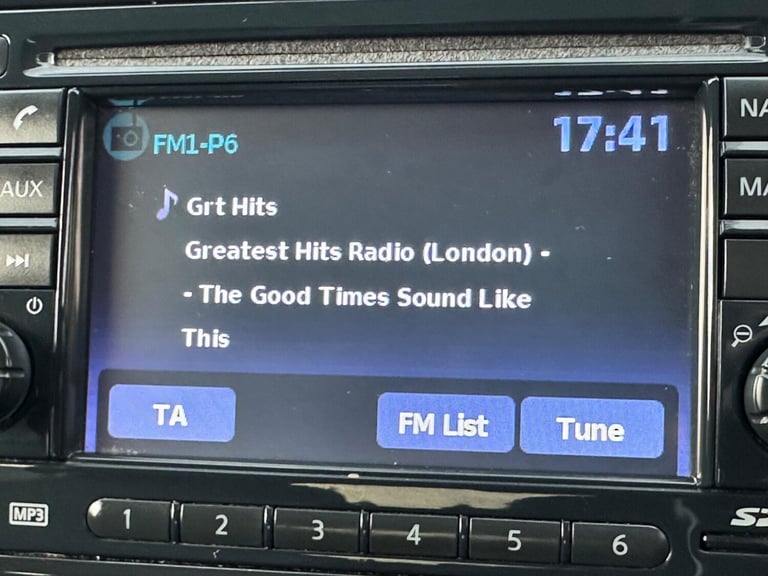 FM1-P6
17:41
AUX
Grt Hits
Greatest Hits Radio (London) -
- The Good Times Sound Like
This
TA
FM List
Tune
MP3
1
2
3
4
5
6